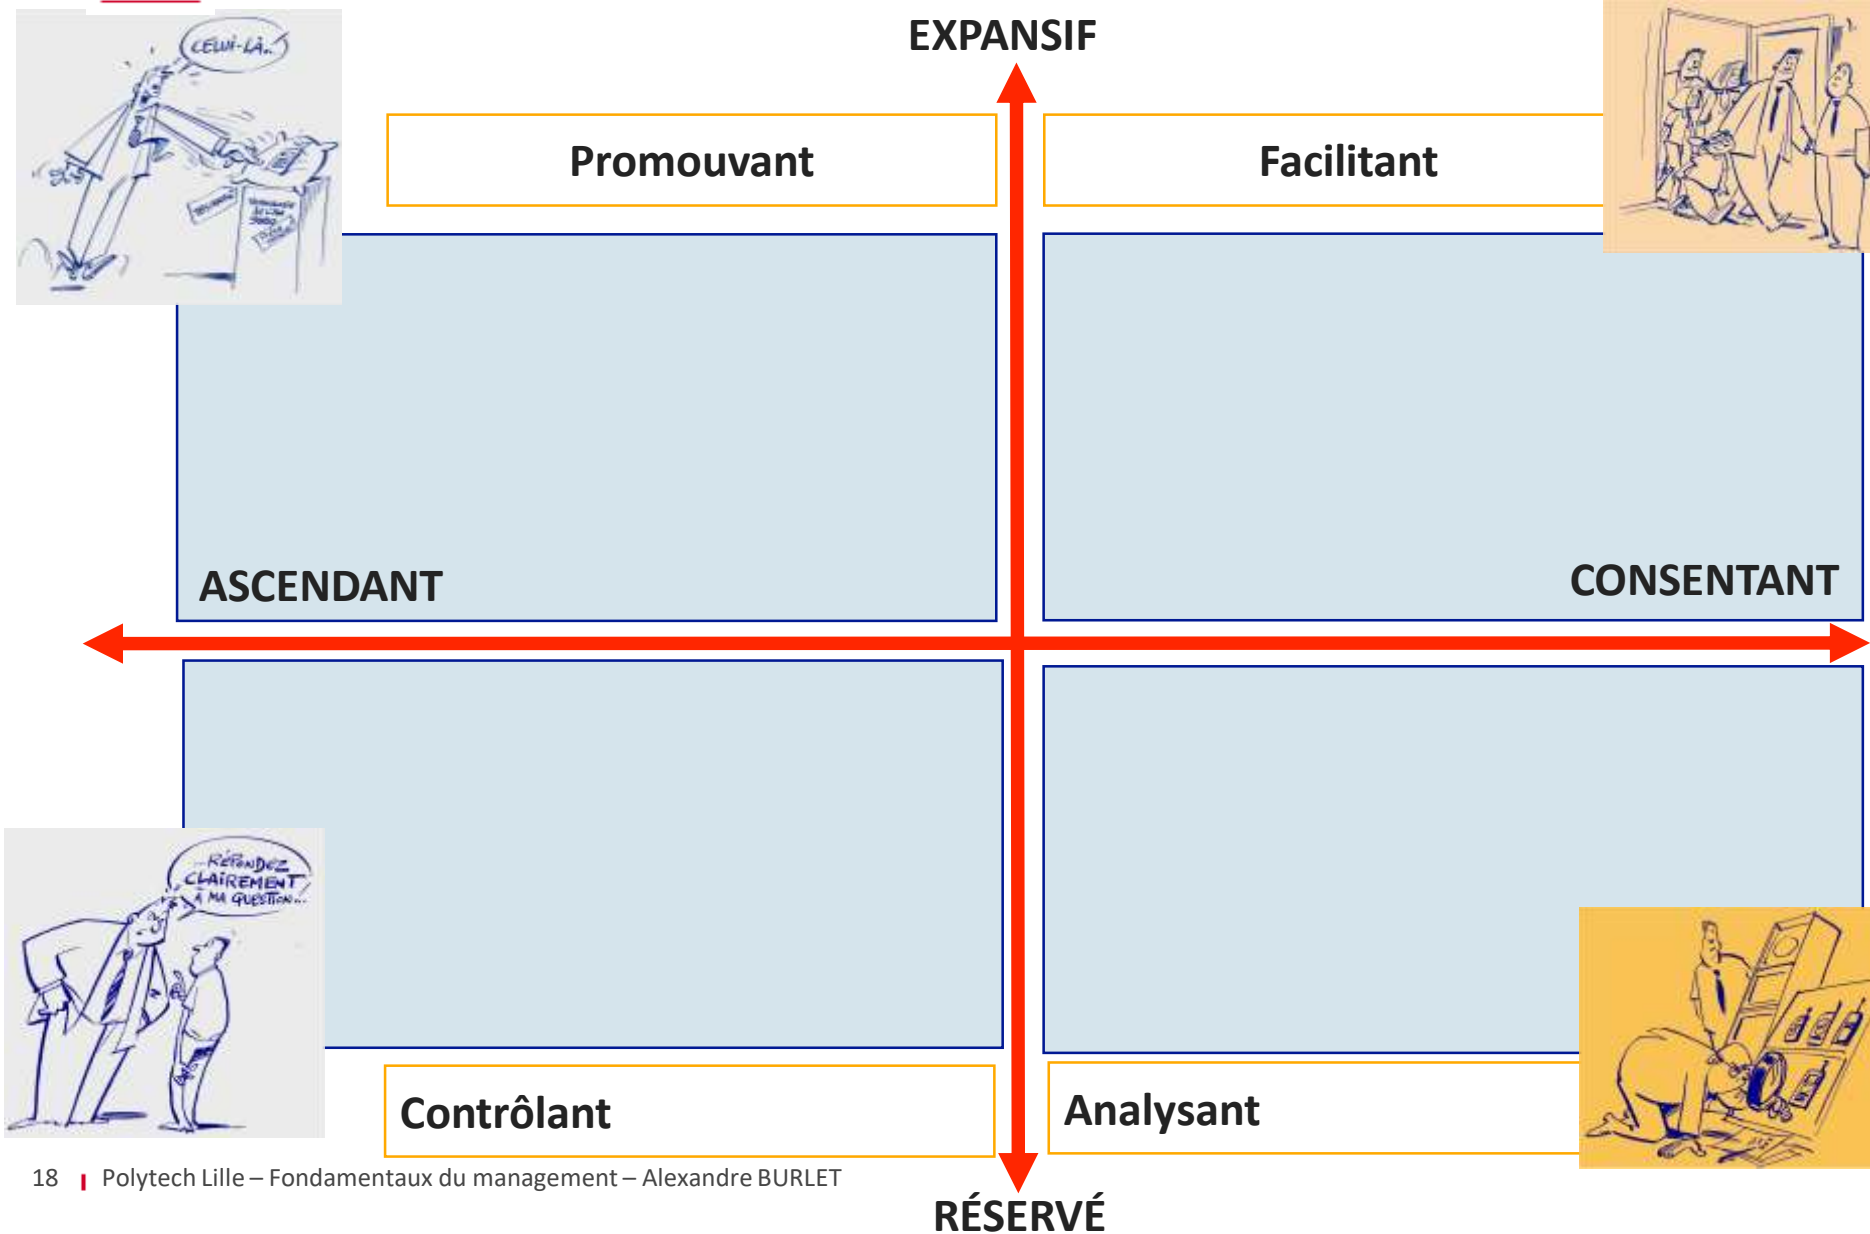 EXPANSIF
CELUI-LÀ..
Promouvant
Facilitant
ASCENDANT
CONSENTANT
...RÉPONDEZ
CLAIREMENT
À MA QUESTION...
Contrôlant
Analysant
18 Polytech Lille – Fondamentaux du management – Alexandre BURLET
RÉSERVÉ